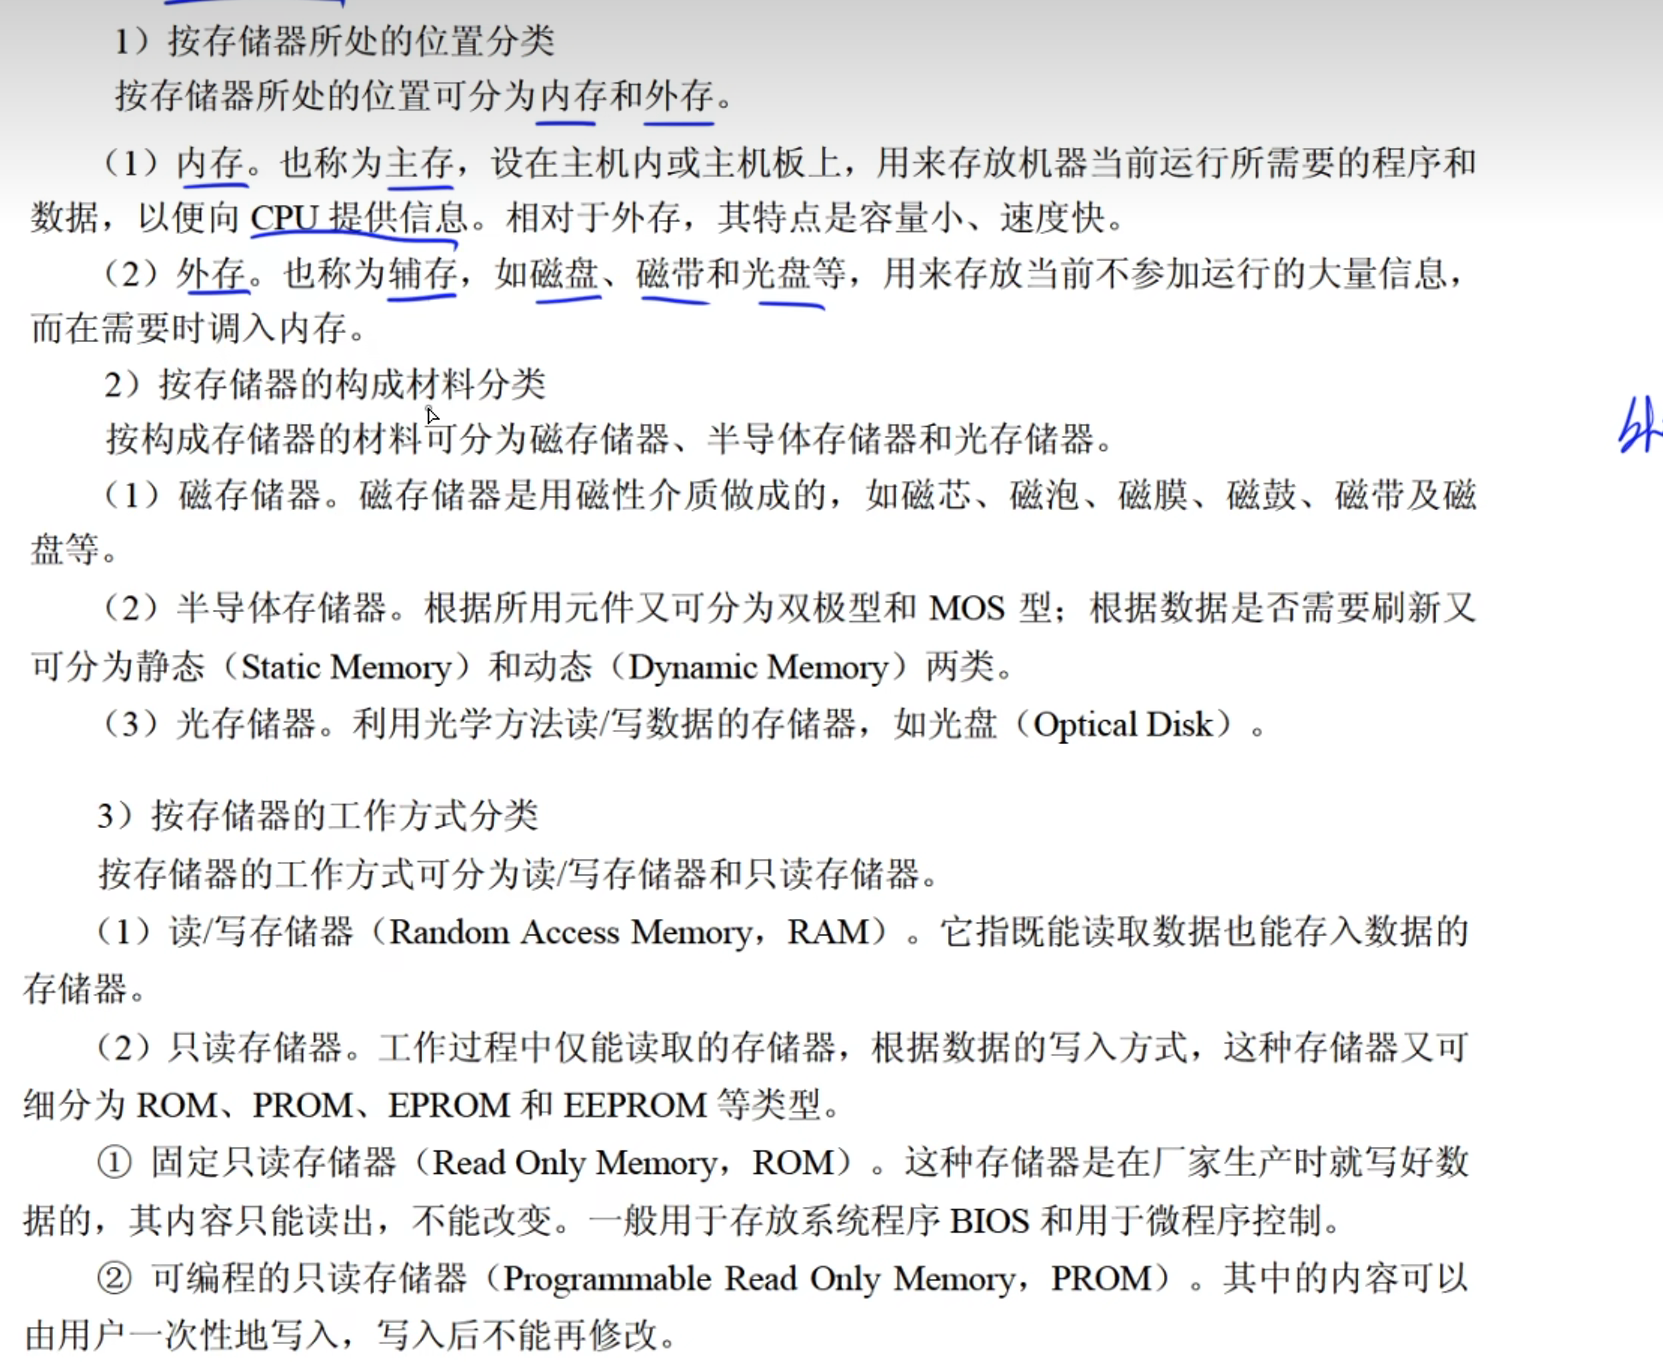 1）按存储器所处的位置分类
按存储器所处的位置可分为内存和外存。
（1）内存。也称为主存，设在主机内或主机板上，用来存放机器当前运行所需要的程序和
数据，以便向 CPU 提供信息。相对于外存，其特点是容量小、速度快。
（2）外存。也称为辅存，如磁盘、磁带和光盘等，用来存放当前不参加运行的大量信息，
而在需要时调入内存。
2）按存储器的构成材料分类
按构成存储器的材料可分为磁存储器、半导体存储器和光存储器。
（1）磁存储器。磁存储器是用磁性介质做成的，如磁芯、磁泡、磁膜、磁鼓、磁带及磁
盘等。
（2）半导体存储器。根据所用元件又可分为双极型和 MOS 型；根据数据是否需要刷新又
可分为静态（Static Memory）和动态（Dynamic Memory）两类。
（3）光存储器。利用光学方法读/写数据的存储器，如光盘（Optical Disk）。
3）按存储器的工作方式分类
按存储器的工作方式可分为读/写存储器和只读存储器。
（1）读/写存储器（Random Access Memory，RAM）。它指既能读取数据也能存入数据的
存储器。
（2）只读存储器。工作过程中仅能读取的存储器，根据数据的写入方式，这种存储器又可
细分为 ROM、PROM、EPROM 和 EEPROM 等类型。
① 固定只读存储器（Read Only Memory，ROM）。这种存储器是在厂家生产时就写好数
据的，其内容只能读出，不能改变。一般用于存放系统程序 BIOS 和用于微程序控制。
② 可编程的只读存储器（Programmable Read Only Memory，PROM）。其中的内容可以
由用户一次性地写入，写入后不能再修改。